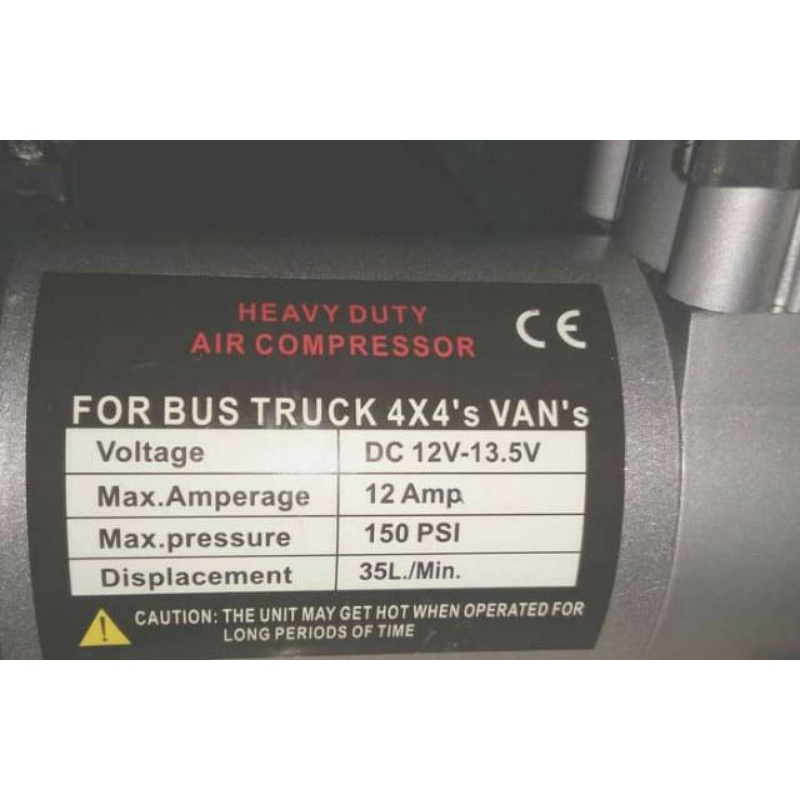 HEAVY DUTY
AIR COMPRESSOR
CE
FOR BUS TRUCK 4X4's VAN's
Voltage DC 12V-13.5V
Max.Amperage 12 Amp.
Max.pressure 150 PSI
Displacement 35L./Min.
CAUTION: THE UNIT MAY GET HOT WHEN OPERATED FOR
LONG PERIODS OF TIME